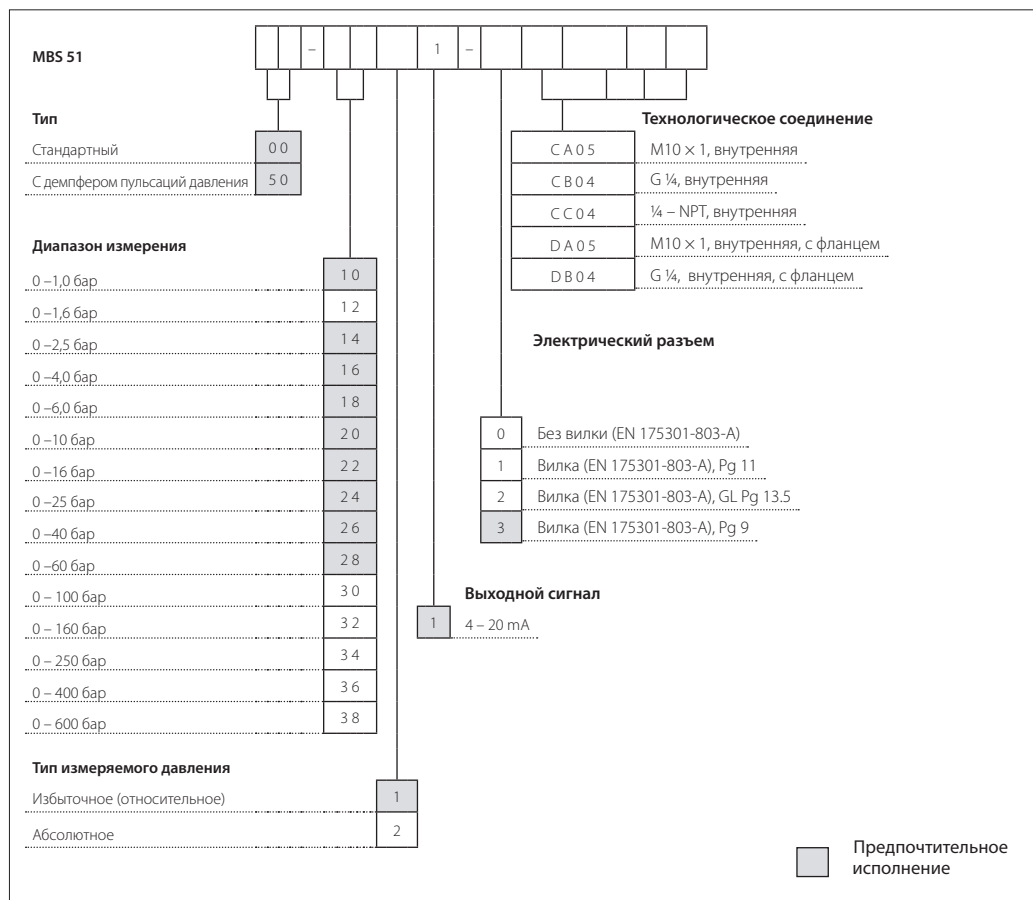 MBS 51
– 1 –
Тип
Стандартный 0 0
С демпфером пульсаций давления 5 0
Диапазон измерения
0 –1,0 бар 1 0
0 –1,6 бар 1 2
0 –2,5 бар 1 4
0 –4,0 бар 1 6
0 –6,0 бар 1 8
0 –10 бар 2 0
0 –16 бар 2 2
0 –25 бар 2 4
0 –40 бар 2 6
0 –60 бар 2 8
0 – 100 бар 3 0
0 – 160 бар 3 2
0 – 250 бар 3 4
0 – 400 бар 3 6
0 – 600 бар 3 8
Тип измеряемого давления
Избыточное (относительное) 1
Абсолютное 2
Технологическое соединение
C A 0 5 M10 × 1, внутренняя
C B 0 4 G ¼, внутренняя
C C 0 4 ¼ – NPT, внутренняя
D A 0 5 M10 × 1, внутренняя, с фланцем
D B 0 4 G ¼, внутренняя, с фланцем
Электрический разъем
0 Без вилки (EN 175301-803-A)
1 Вилка (EN 175301-803-A), Pg 11
2 Вилка (EN 175301-803-A), GL Pg 13.5
3 Вилка (EN 175301-803-A), Pg 9
Выходной сигнал
1 4 – 20 mA
Предпочтительное
исполнение